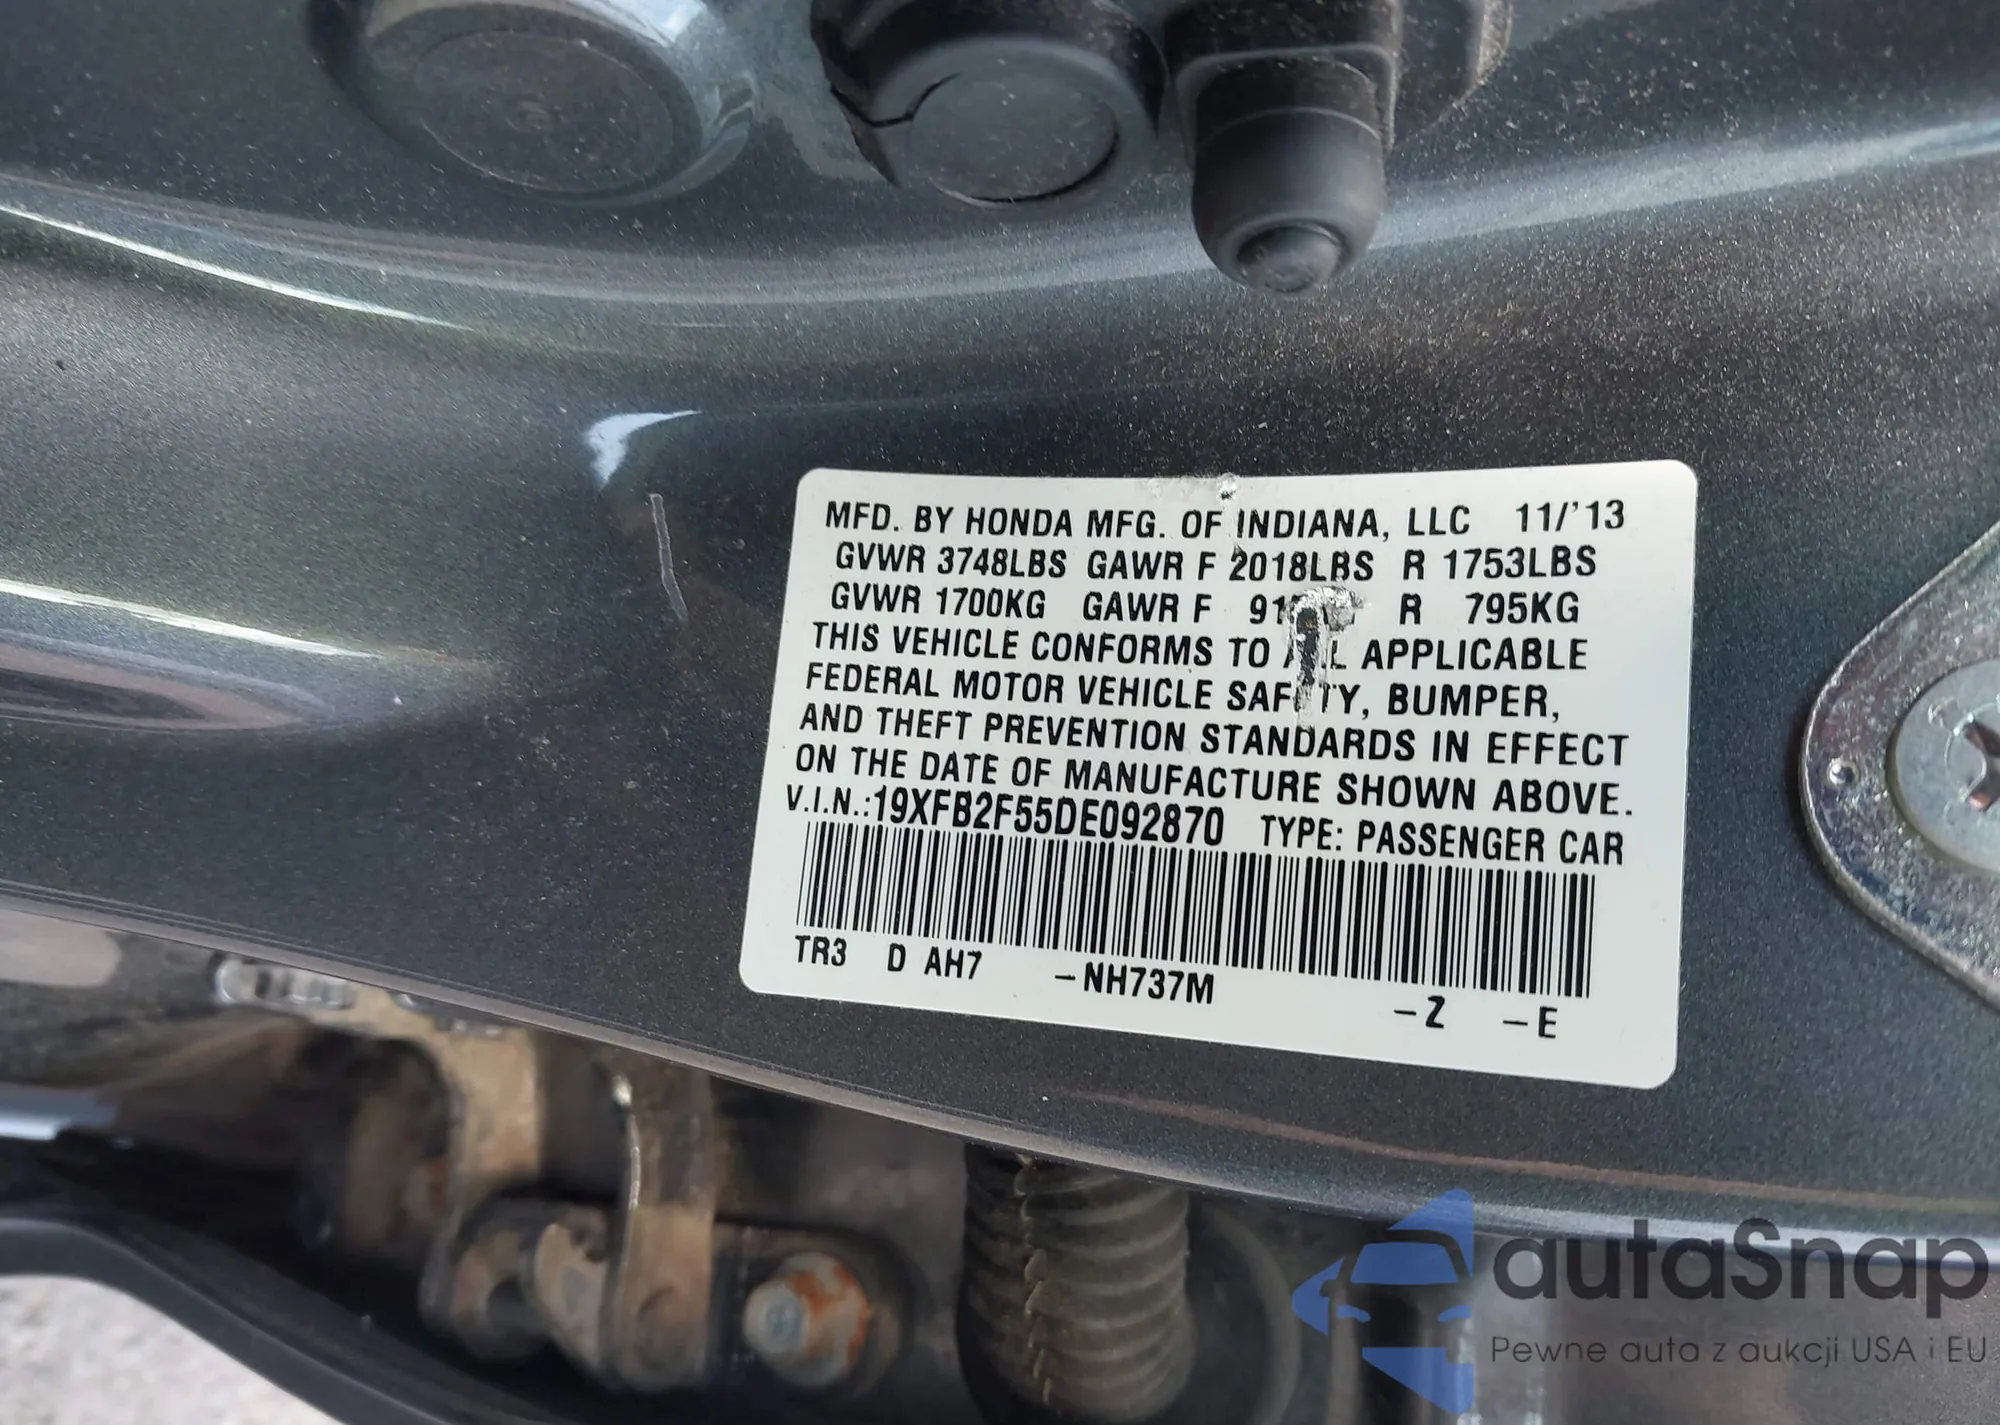 MFD. BY HONDA MFG. OF INDIANA, LLC 11/'13
GVWR 3748LBS GAWR F 2018LBS R 1753LBS
GVWR 1700KG GAWR F R 795KG
THIS VEHICLE CONFORMS TO APPLICABLE
FEDERAL MOTOR VEHICLE SAFETY, BUMPER,
AND THEFT PREVENTION STANDARDS IN EFFECT
ON THE DATE OF MANUFACTURE SHOWN ABOVE.
V.I.N.:19XFB2F55DE092870 TYPE: PASSENGER CAR
TR3 D AH7 -NH737M -Z -E
autaSnap
Pewne auta z aukcji USA i EU